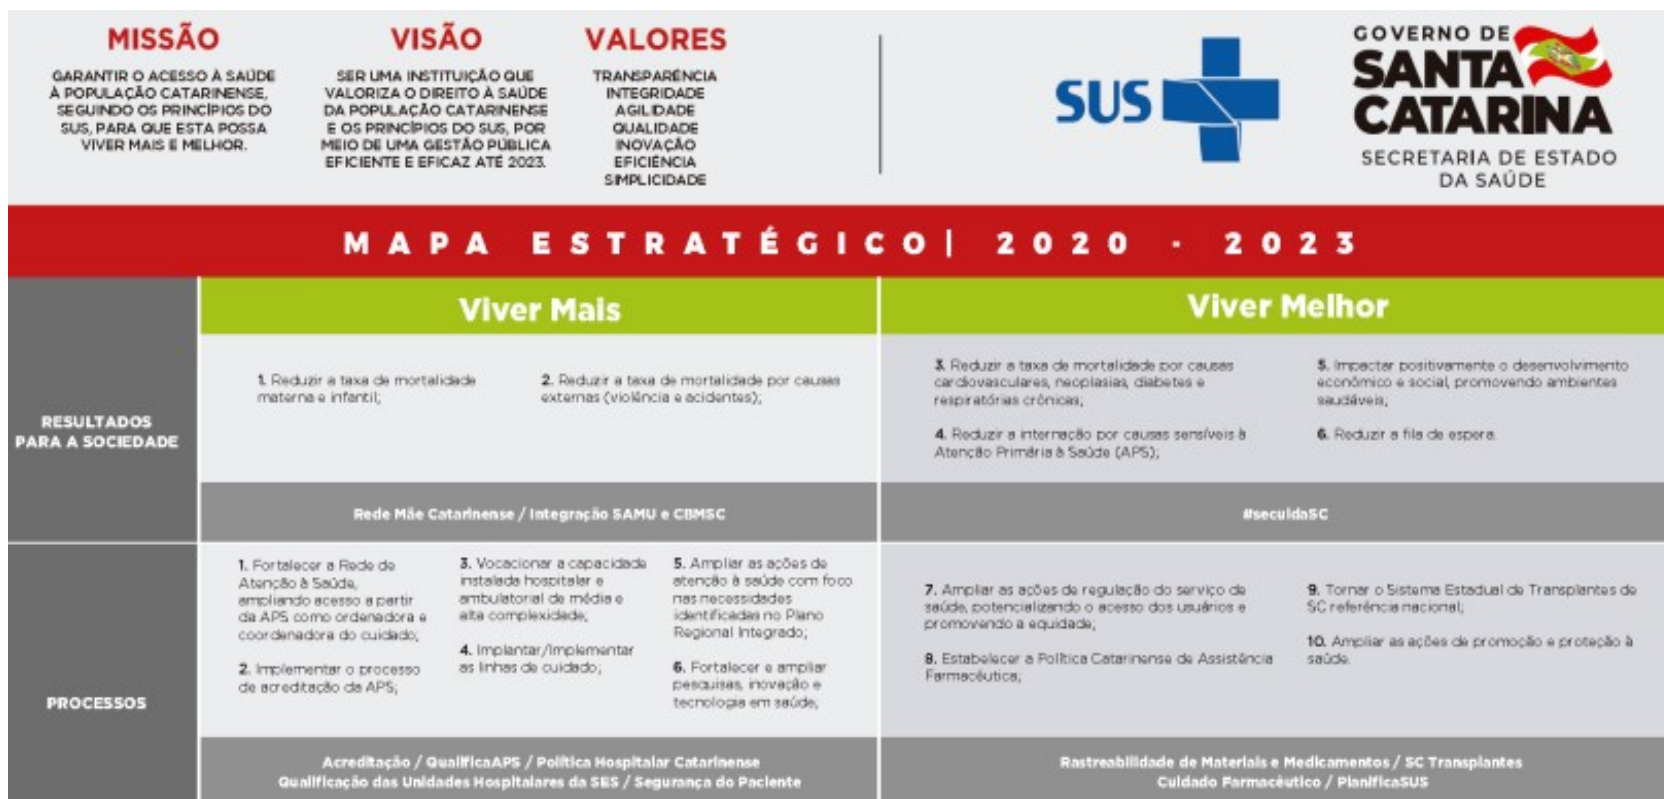 MISSÃO
GARANTIR O ACESSO À SAÚDE
À POPULAÇÃO CATARINENSE,
SEGUINDO OS PRINCÍPIOS DO
SUS, PARA QUE ESTA POSSA
VIVER MAIS E MELHOR.
VISÃO
SER UMA INSTITUIÇÃO QUE
VALORIZA O DIREITO À SAÚDE
DA POPULAÇÃO CATARINENSE
E OS PRINCÍPIOS DO SUS, POR
MEIO DE UMA GESTÃO PÚBLICA
EFICIENTE E EFICAZ ATÉ 2023.
VALORES
TRANSPARÊNCIA
INTEGRIDADE
AGILIDADE
QUALIDADE
INOVAÇÃO
EFICIÊNCIA
SIMPLICIDADE
SUS
GOVERNO DE
SANTA
CATARINA
SECRETARIA DE ESTADO
DA SAÚDE
MAPA ESTRATÉGICO| 2020 - 2023
Viver Mais
Viver Melhor
RESULTADOS
PARA A SOCIEDADE
1. Reduzir a taxa de mortalidade
materna e infantil;
2. Reduzir a taxa de mortalidade por causas
externas (violência e acidentes);
3. Reduzir a taxa de mortalidade por causas
cardiovasculares, neoplasias, diabetes e
respiratórias crônicas;
4. Reduzir a internação por causas sensíveis à
Atenção Primária à Saúde (APS);
5. Impactar positivamente o desenvolvimento
econômico e social, promovendo ambientes
saudáveis;
6. Reduzir a fila de espera.
Rede Mãe Catarinense / Integração SAMU e CBMSC
#secuidaSC
PROCESSOS
1. Fortalecer a Rede de
Atenção à Saúde,
ampliando acesso a partir
da APS como ordenadora e
coordenadora do cuidado;
2. Implementar o processo
de acreditação da APS;
3. Vocacionar a capacidade
instalada hospitalar e
ambulatorial de média e
alta complexidade;
4. Implantar/Implementar
as linhas de cuidado;
5. Ampliar as ações de
atenção à saúde com foco
nas necessidades
identificadas no Plano
Regional Integrado;
6. Fortalecer e ampliar
pesquisas, inovação e
tecnologia em saúde;
7. Ampliar as ações de regulação do serviço de
saúde, potencializando o acesso dos usuários e
promovendo a equidade;
8. Estabelecer a Política Catarinense de Assistência
Farmacêutica;
9. Tornar o Sistema Estadual de Transplantes de
SC referência nacional;
10. Ampliar as ações de promoção e proteção à
saúde.
Acreditação / QualificaAPS / Política Hospitalar Catarinense
Qualificação das Unidades Hospitalares da SES / Segurança do Paciente
Rastreabilidade de Materiais e Medicamentos / SC Transplantes
Cuidado Farmacêutico / PlanificaSUS